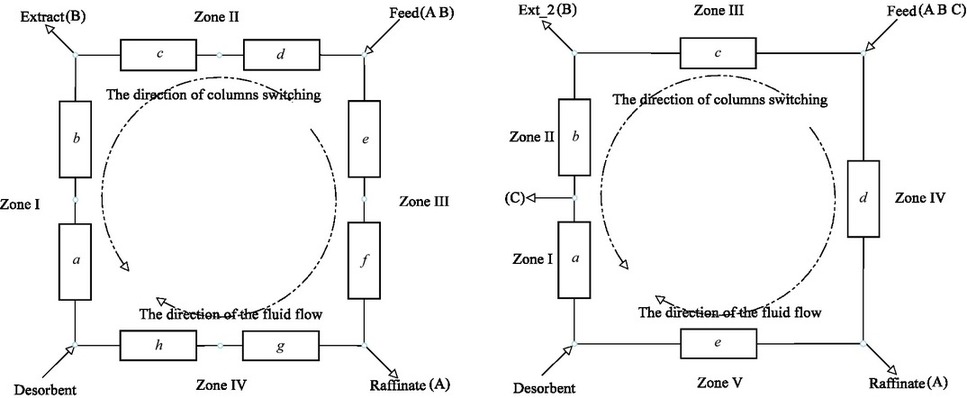 Extract(B)
Zone II
Feed(A B)
c
d
The direction of columns switching
b
e
Zone I
Zone III
a
f
The direction of the fluid flow
h
g
Desorbent
Zone IV
Raffinate(A)
Ext_2(B)
Zone III
Feed(A B C)
c
The direction of columns switching
Zone II
b
(C)
d
Zone IV
Zone I
a
The direction of the fluid flow
e
Desorbent
Zone V
Raffinate(A)